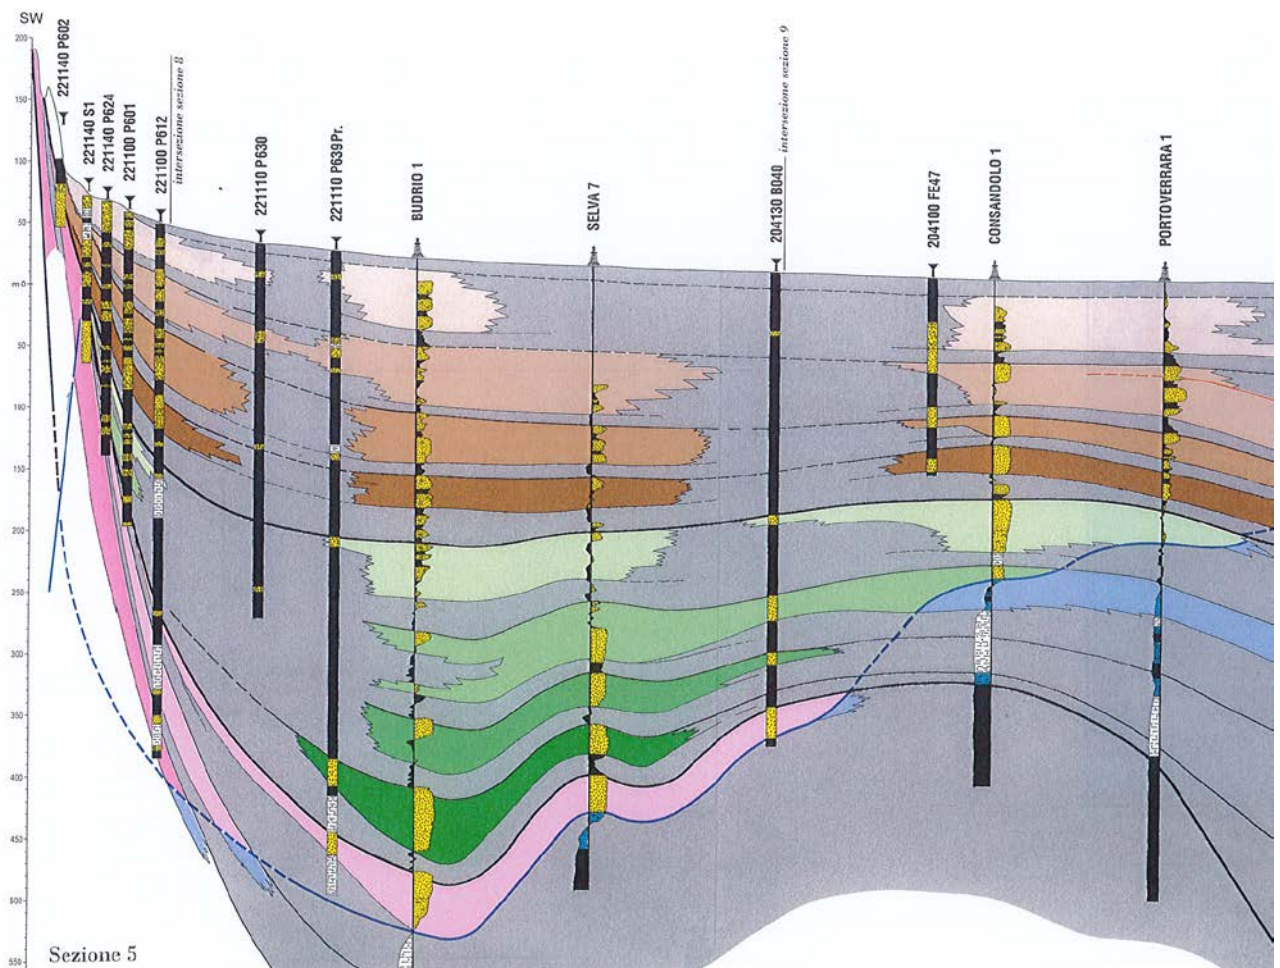 SW
221140 P602
221140 S1
221140 P624
221100 P601
221100 P612
intersezione sezione 8
221110 P630
221110 P639Pr.
BUDRIO 1
SELVA 7
204130 B040
intersezione sezione 9
204100 FE47
CONSANDOLO 1
PORTOVERRARA 1
200
150
100
50
m 0
50
100
150
200
250
300
350
400
450
500
550
Sezione 5